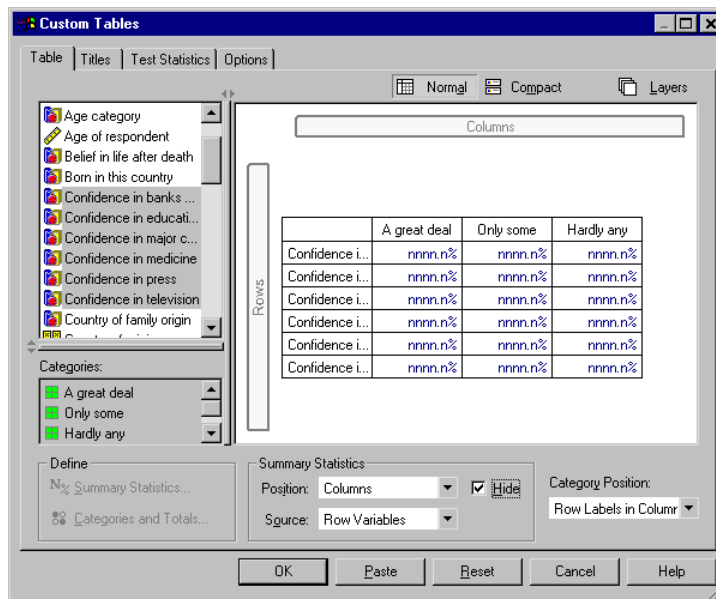 Custom Tables
Table Titles Test Statistics Options
Normal Compact Layers
Age category
Age of respondent
Belief in life after death
Born in this country
Confidence in banks ...
Confidence in educati...
Confidence in major c...
Confidence in medicine
Confidence in press
Confidence in television
Country of family origin
Categories:
A great deal
Only some
Hardly any
Columns
Rows
A great deal Only some Hardly any
Confidence i... nnnn.n% nnnn.n% nnnn.n%
Confidence i... nnnn.n% nnnn.n% nnnn.n%
Confidence i... nnnn.n% nnnn.n% nnnn.n%
Confidence i... nnnn.n% nnnn.n% nnnn.n%
Confidence i... nnnn.n% nnnn.n% nnnn.n%
Confidence i... nnnn.n% nnnn.n% nnnn.n%
Define
N% Summary Statistics...
Categories and Totals...
Summary Statistics
Position: Columns Hide
Source: Row Variables
Category Position:
Row Labels in Columr
OK Paste Reset Cancel Help